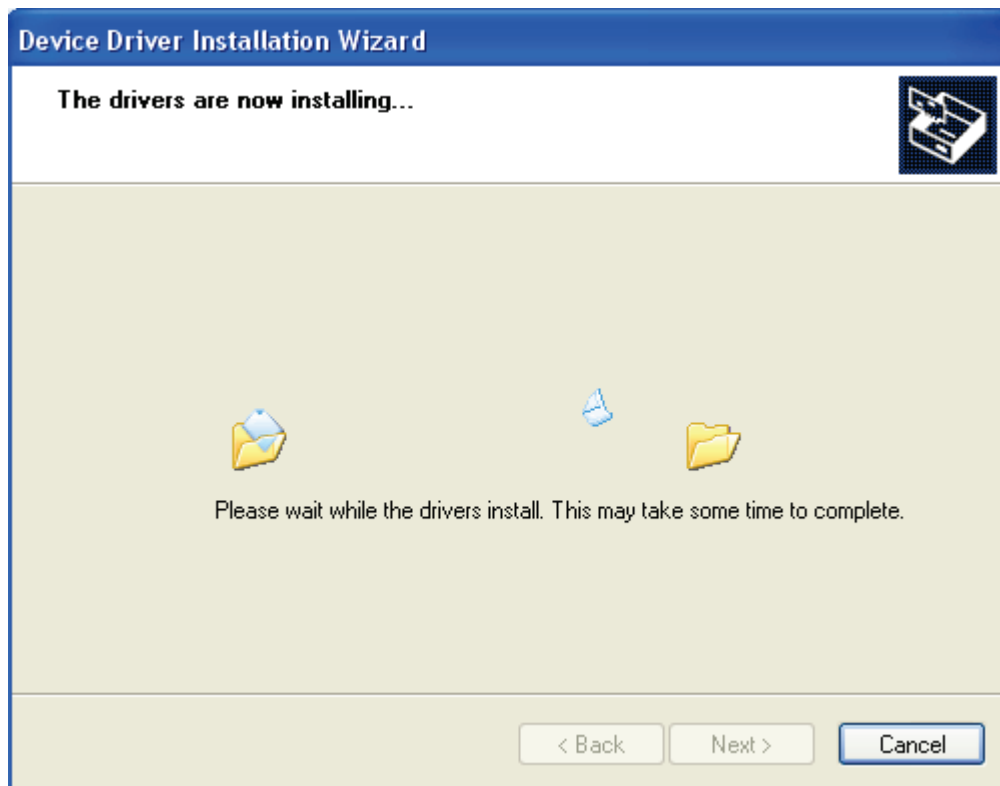 Device Driver Installation Wizard
The drivers are now installing...
Please wait while the drivers install. This may take some time to complete.
< Back Next > Cancel